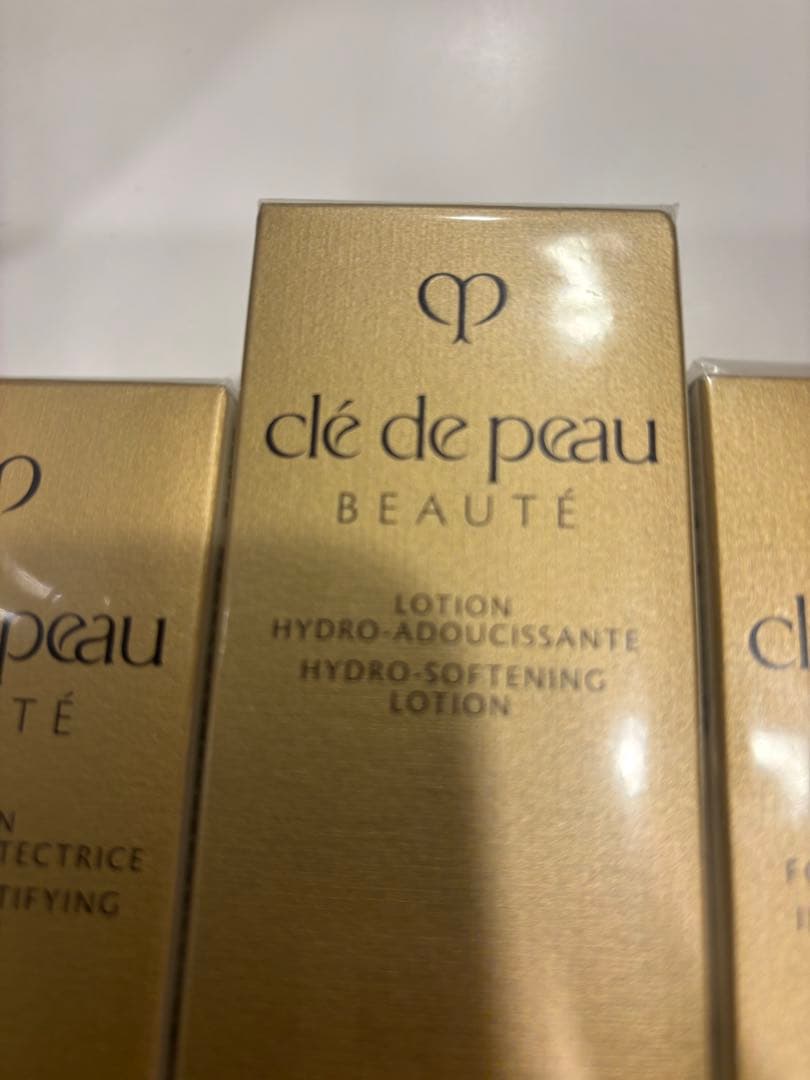 clé de peau
BEAUTÉ
LOTION
HYDRO-ADOUCISSANTE
HYDRO-SOFTENING
LOTION
peau
TÉ
N
TECTRICE
TIFYING
cl